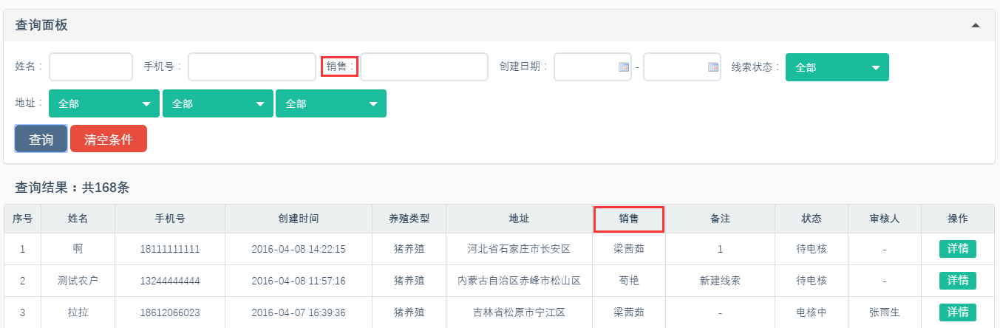 查询面板
姓名： 手机号： 销售： 创建日期： - 线索状态： 全部
地址： 全部 全部 全部
查询 清空条件
查询结果：共168条
序号 姓名 手机号 创建时间 养殖类型 地址 销售 备注 状态 审核人 操作
1 啊 18111111111 2016-04-08 14:22:15 猪养殖 河北省石家庄市长安区 梁茜茹 1 待电核 - 详情
2 测试农户 13244444444 2016-04-08 11:57:16 猪养殖 内蒙古自治区赤峰市松山区 荀艳 新建线索 待电核 - 详情
3 拉拉 18612066023 2016-04-07 16:39:36 猪养殖 吉林省松原市宁江区 梁茜茹 - 电核中 张雨生 详情